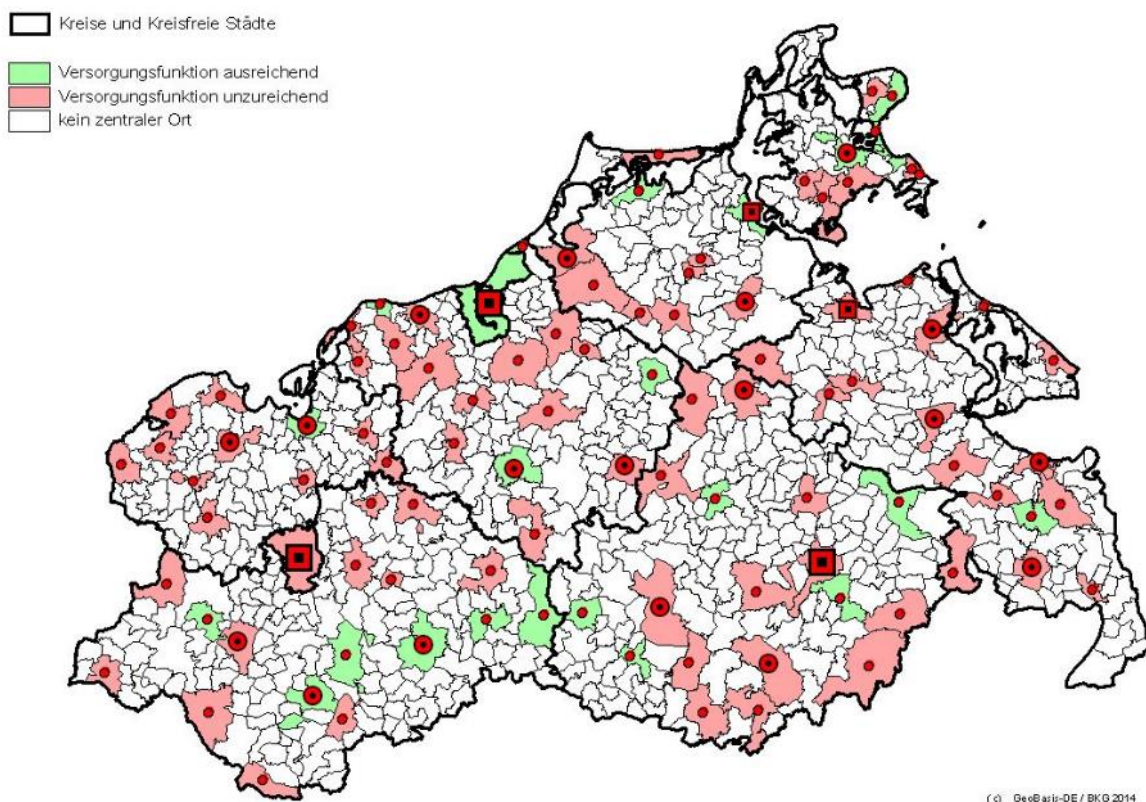 Kreise und Kreisfreie Städte
Versorgungsfunktion ausreichend
Versorgungsfunktion unzureichend
kein zentraler Ort
(c) GeoBasis-DE / BKG 2014